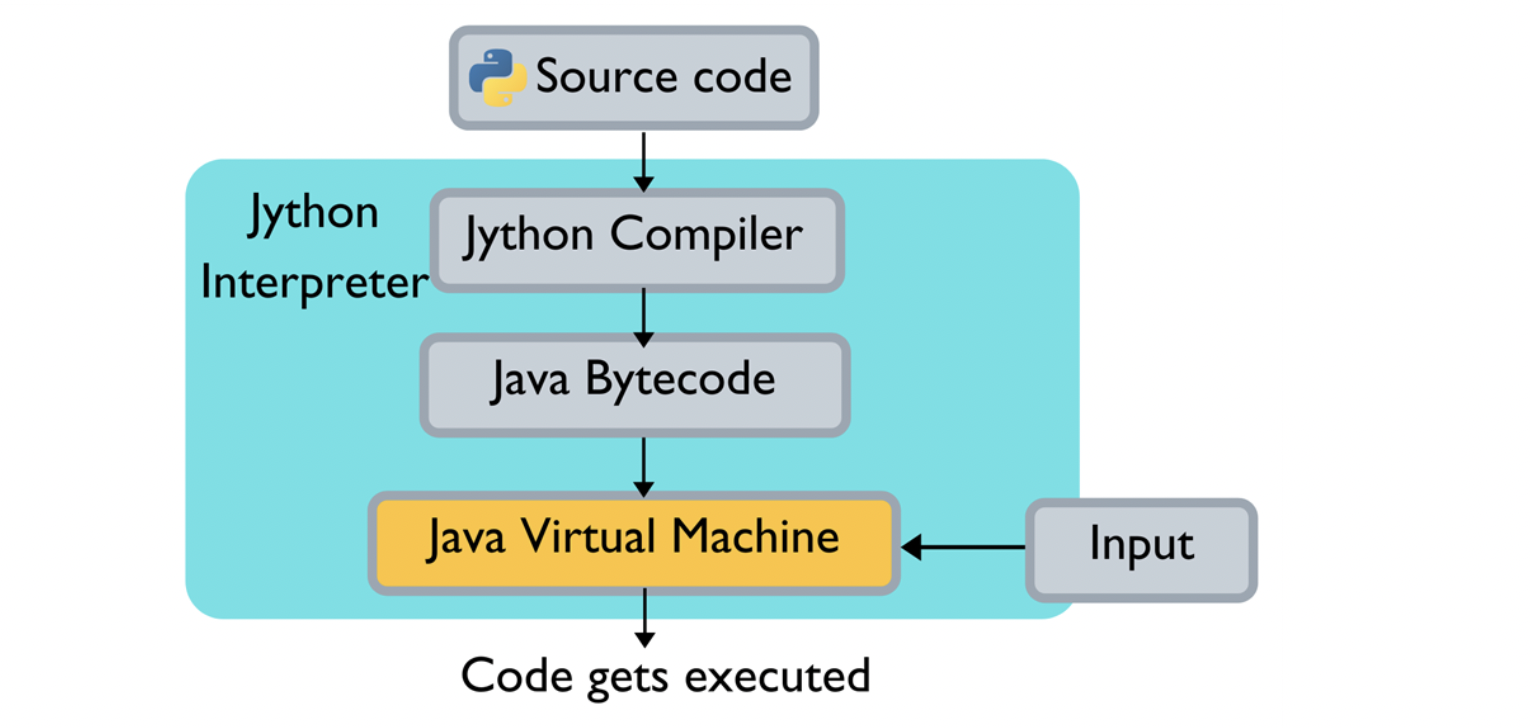 Source code
Jython
Interpreter
Jython Compiler
Java Bytecode
Java Virtual Machine
Input
Code gets executed